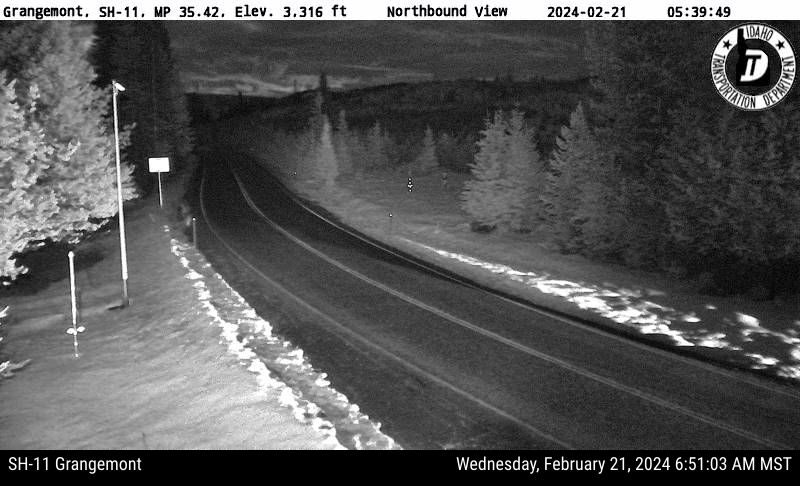 Grangemont, SH-11, MP 35.42, Elev. 3,316 ft Northbound View 2024-02-21 05:39:49
IDAHO
TRANSPORTATION DEPARTMENT
SH-11 Grangemont Wednesday, February 21, 2024 6:51:03 AM MST